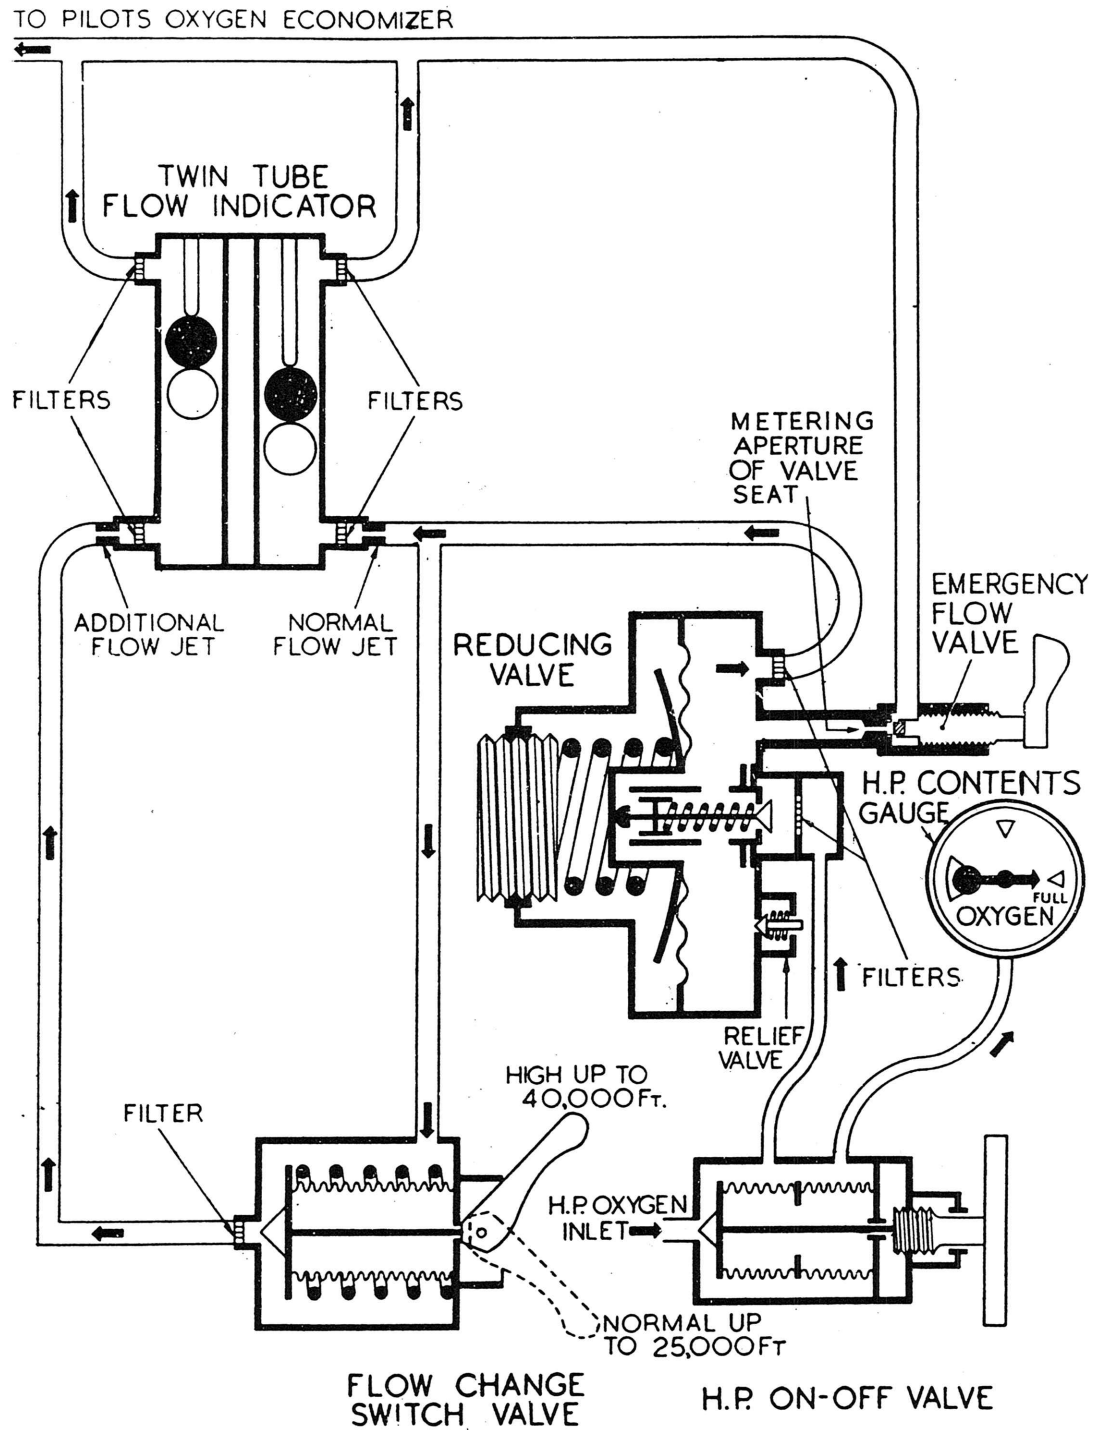 TO PILOTS OXYGEN ECONOMIZER
TWIN TUBE
FLOW INDICATOR
FILTERS
FILTERS
METERING
APERTURE
OF VALVE
SEAT
ADDITIONAL
FLOW JET
NORMAL
FLOW JET
REDUCING
VALVE
EMERGENCY
FLOW
VALVE
H.P. CONTENTS
GAUGE
FULL
OXYGEN
FILTERS
RELIEF
VALVE
HIGH UP TO
40,000 FT.
FILTER
H.P. OXYGEN
INLET
NORMAL UP
TO 25,000 FT
FLOW CHANGE
SWITCH VALVE
H.P. ON-OFF VALVE